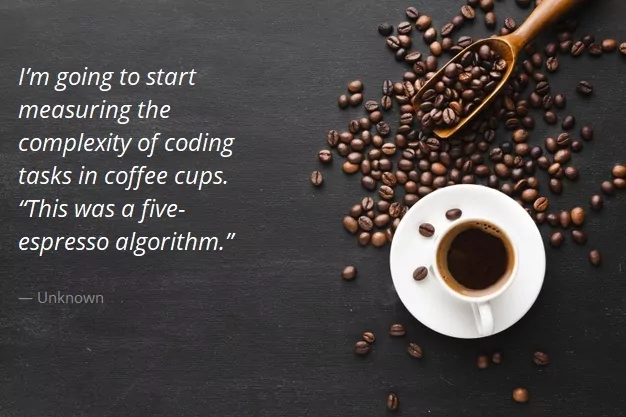 I’m going to start
measuring the
complexity of coding
tasks in coffee cups.
“This was a five-
espresso algorithm.”
— Unknown